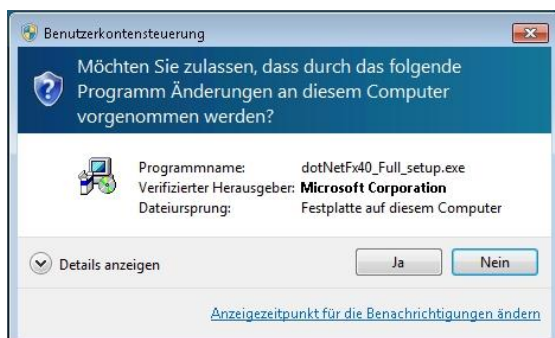 Benutzerkontensteuerung
Möchten Sie zulassen, dass durch das folgende
Programm Änderungen an diesem Computer
vorgenommen werden?
Programmname: dotNetFx40_Full_setup.exe
Verifizierter Herausgeber: Microsoft Corporation
Dateiursprung: Festplatte auf diesem Computer
Details anzeigen
Ja
Nein
Anzeigezeitpunkt für die Benachrichtigungen ändern